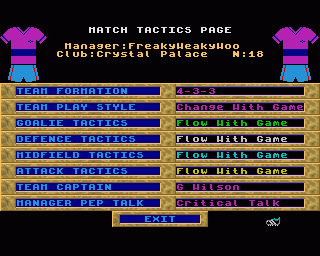 MATCH TACTICS PAGE
Manager:FreakyWeakyWoo
Club:Crystal Palace N:18
TEAM FORMATION 4-3-3
TEAM PLAY STYLE Change With Game
GOALIE TACTICS Flow With Game
DEFENCE TACTICS Flow With Game
MIDFIELD TACTICS Flow With Game
ATTACK TACTICS Flow With Game
TEAM CAPTAIN G Wilson
MANAGER PEP TALK Critical Talk
EXIT